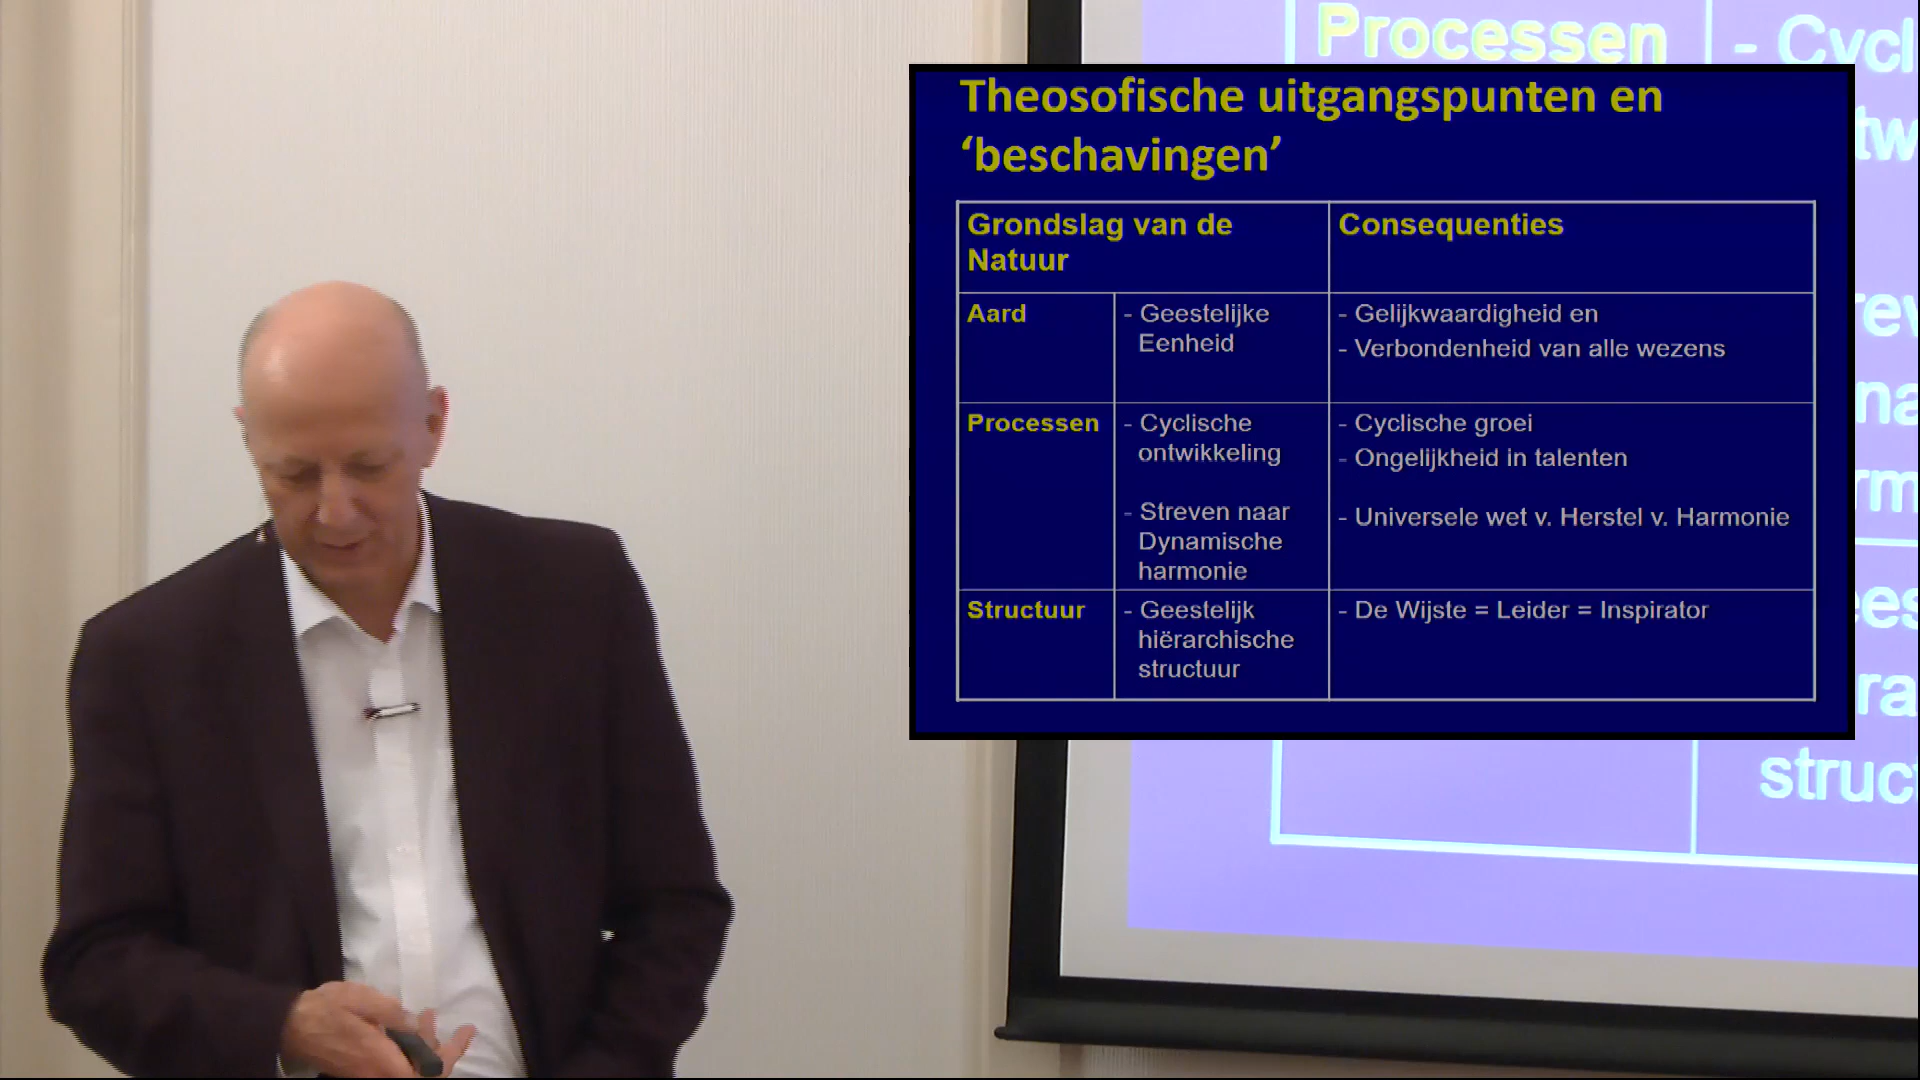 Processen
- Cycl
Theosofische uitgangspunten en
‘beschavingen’
Grondslag van de
Natuur
Consequenties
Aard
- Geestelijke
Eenheid
- Gelijkwaardigheid en
- Verbondenheid van alle wezens
Processen
- Cyclische
ontwikkeling
- Streven naar
Dynamische
harmonie
- Cyclische groei
- Ongelijkheid in talenten
- Universele wet v. Herstel v. Harmonie
Structuur
- Geestelijk
hiërarchische
structuur
- De Wijste = Leider = Inspirator
struc